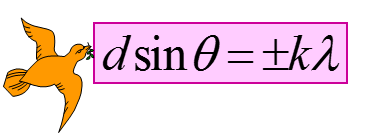 d sin θ = ±kλ